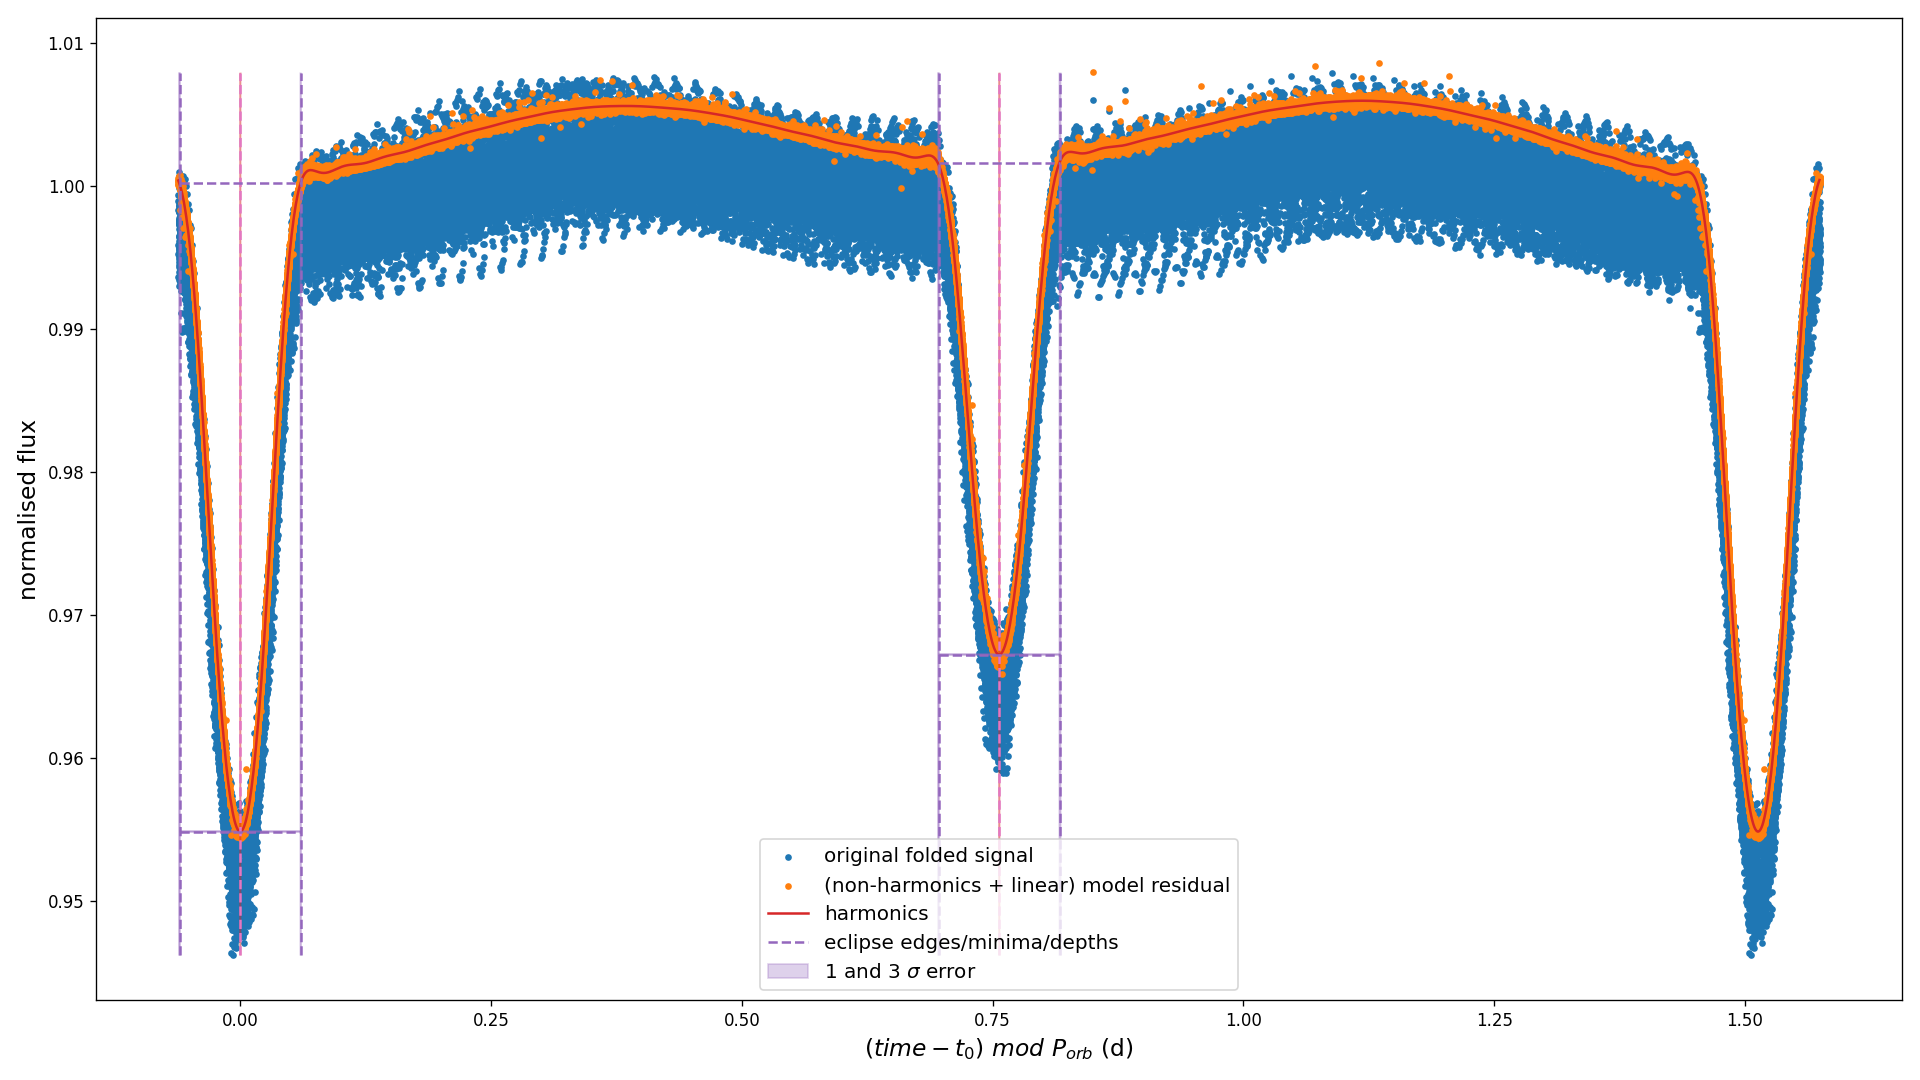 1.01
1.00
0.99
0.98
0.97
0.96
0.95
normalised flux
original folded signal
(non-harmonics + linear) model residual
harmonics
eclipse edges/minima/depths
1 and 3 σ error
0.00 0.25 0.50 0.75 1.00 1.25 1.50
(time − t₀) mod Pₒᵣb (d)